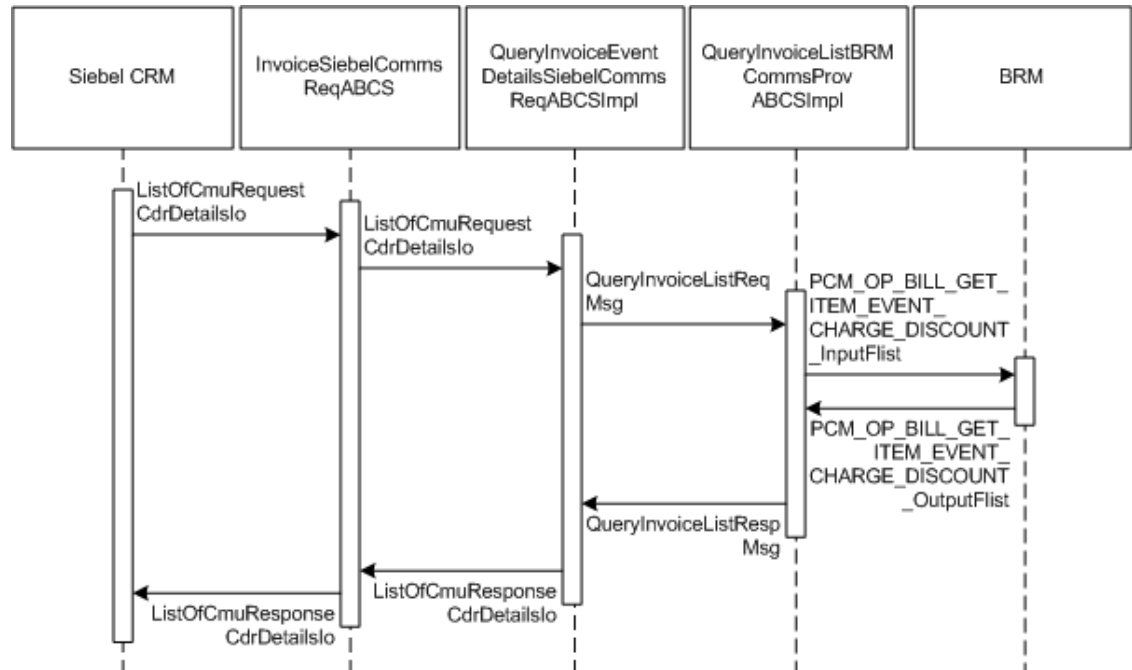 Siebel CRM
InvoiceSiebelComms
ReqABCS
QueryInvoiceEvent
DetailsSiebelComms
ReqABCSImpl
QueryInvoiceListBRM
CommsProv
ABCSImpl
BRM
ListOfCmuRequest
CdrDetailsIo
ListOfCmuRequest
CdrDetailsIo
QueryInvoiceListReq
Msg
PCM_OP_BILL_GET_
ITEM_EVENT_
CHARGE_DISCOUNT
_InputFlist
PCM_OP_BILL_GET_
ITEM_EVENT_
CHARGE_DISCOUNT
_OutputFlist
QueryInvoiceListResp
Msg
ListOfCmuResponse
CdrDetailsIo
ListOfCmuResponse
CdrDetailsIo